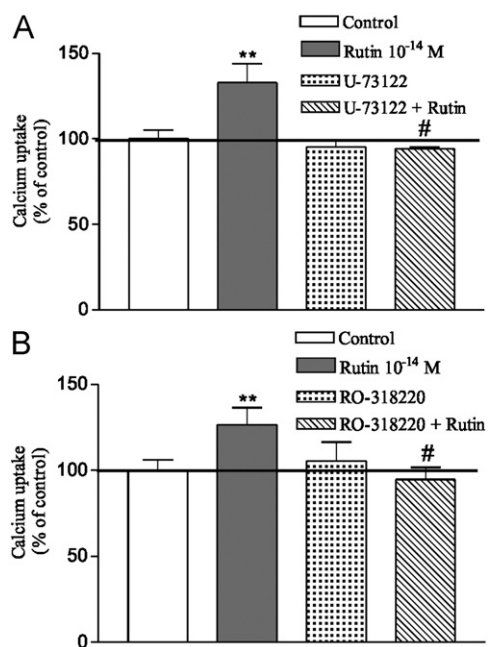 A
Control
Rutin 10⁻¹⁴ M
U-73122
U-73122 + Rutin
Calcium uptake
(% of control)
150
100
50
0
**
#
B
Control
Rutin 10⁻¹⁴ M
RO-318220
RO-318220 + Rutin
Calcium uptake
(% of control)
150
100
50
0
**
#